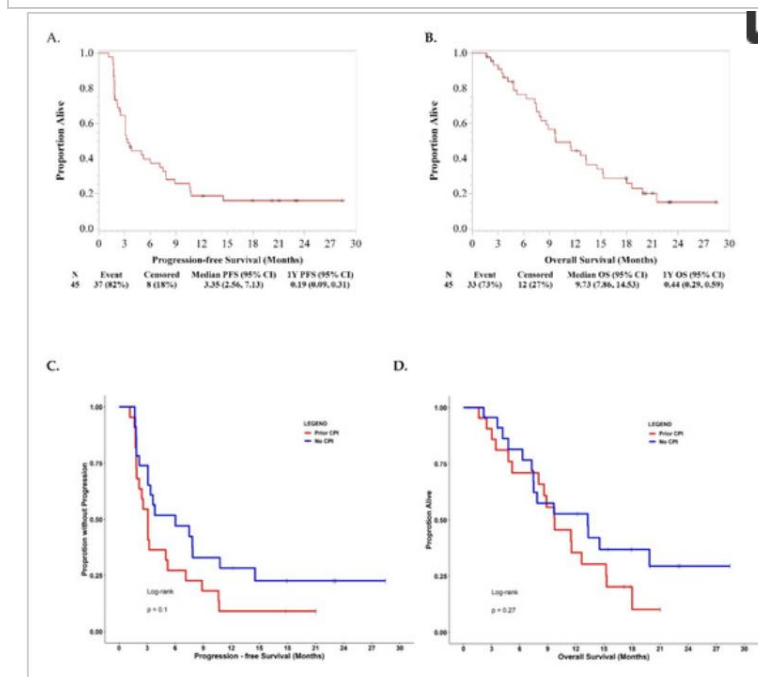 A.
B.
1.0
0.8
0.6
0.4
0.2
0.0
Proportion Alive
0 3 6 9 12 15 18 21 24 27 30
Progression-free Survival (Months)
N Event Censored Median PFS (95% CI) 1Y PFS (95% CI)
45 37 (82%) 8 (18%) 3.35 (2.56, 7.13) 0.19 (0.09, 0.31)
1.0
0.8
0.6
0.4
0.2
0.0
Proportion Alive
0 3 6 9 12 15 18 21 24 27 30
Overall Survival (Months)
N Event Censored Median OS (95% CI) 1Y OS (95% CI)
45 33 (73%) 12 (27%) 9.73 (7.86, 14.53) 0.44 (0.29, 0.59)
C.
D.
1.00
0.75
0.50
0.25
0.00
Proprotion without Progression
LEGEND
Prior CPI
No CPI
Log-rank
p = 0.1
0 3 6 9 12 15 18 21 24 27 30
Progression - free Survival (Months)
1.00
0.75
0.50
0.25
0.00
Proprotion Alive
LEGEND
Prior CPI
No CPI
Log-rank
p = 0.27
0 3 6 9 12 15 18 21 24 27 30
Overall Survival (Months)